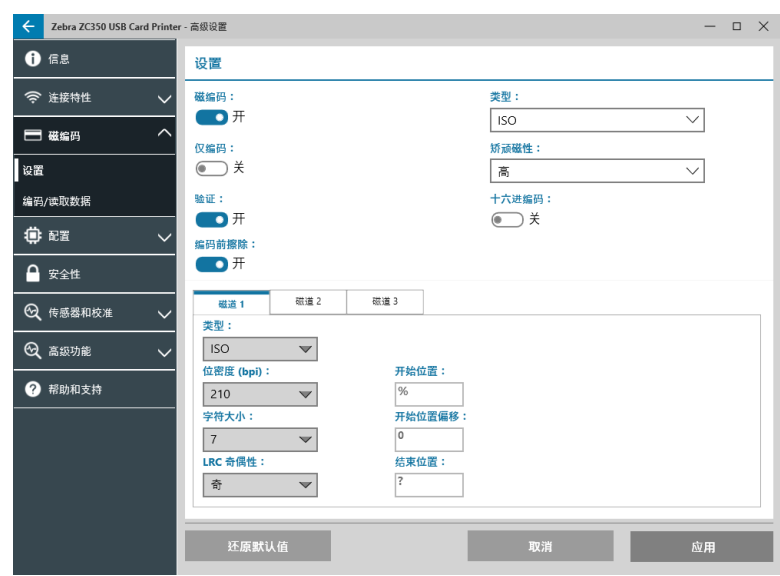 Zebra ZC350 USB Card Printer - 高级设置
信息
连接特性
磁编码
设置
编码/读取数据
配置
安全性
传感器和校准
高级功能
帮助和支持
设置
磁编码：
开
类型：
ISO
仅编码：
关
矫顽磁性：
高
验证：
开
十六进编码：
关
编码前擦除：
开
磁道 1
磁道 2
磁道 3
类型：
ISO
位密度 (bpi)：
210
开始位置：
%
字符大小：
7
开始位置偏移：
0
LRC 奇偶性：
奇
结束位置：
?
还原默认值
取消
应用